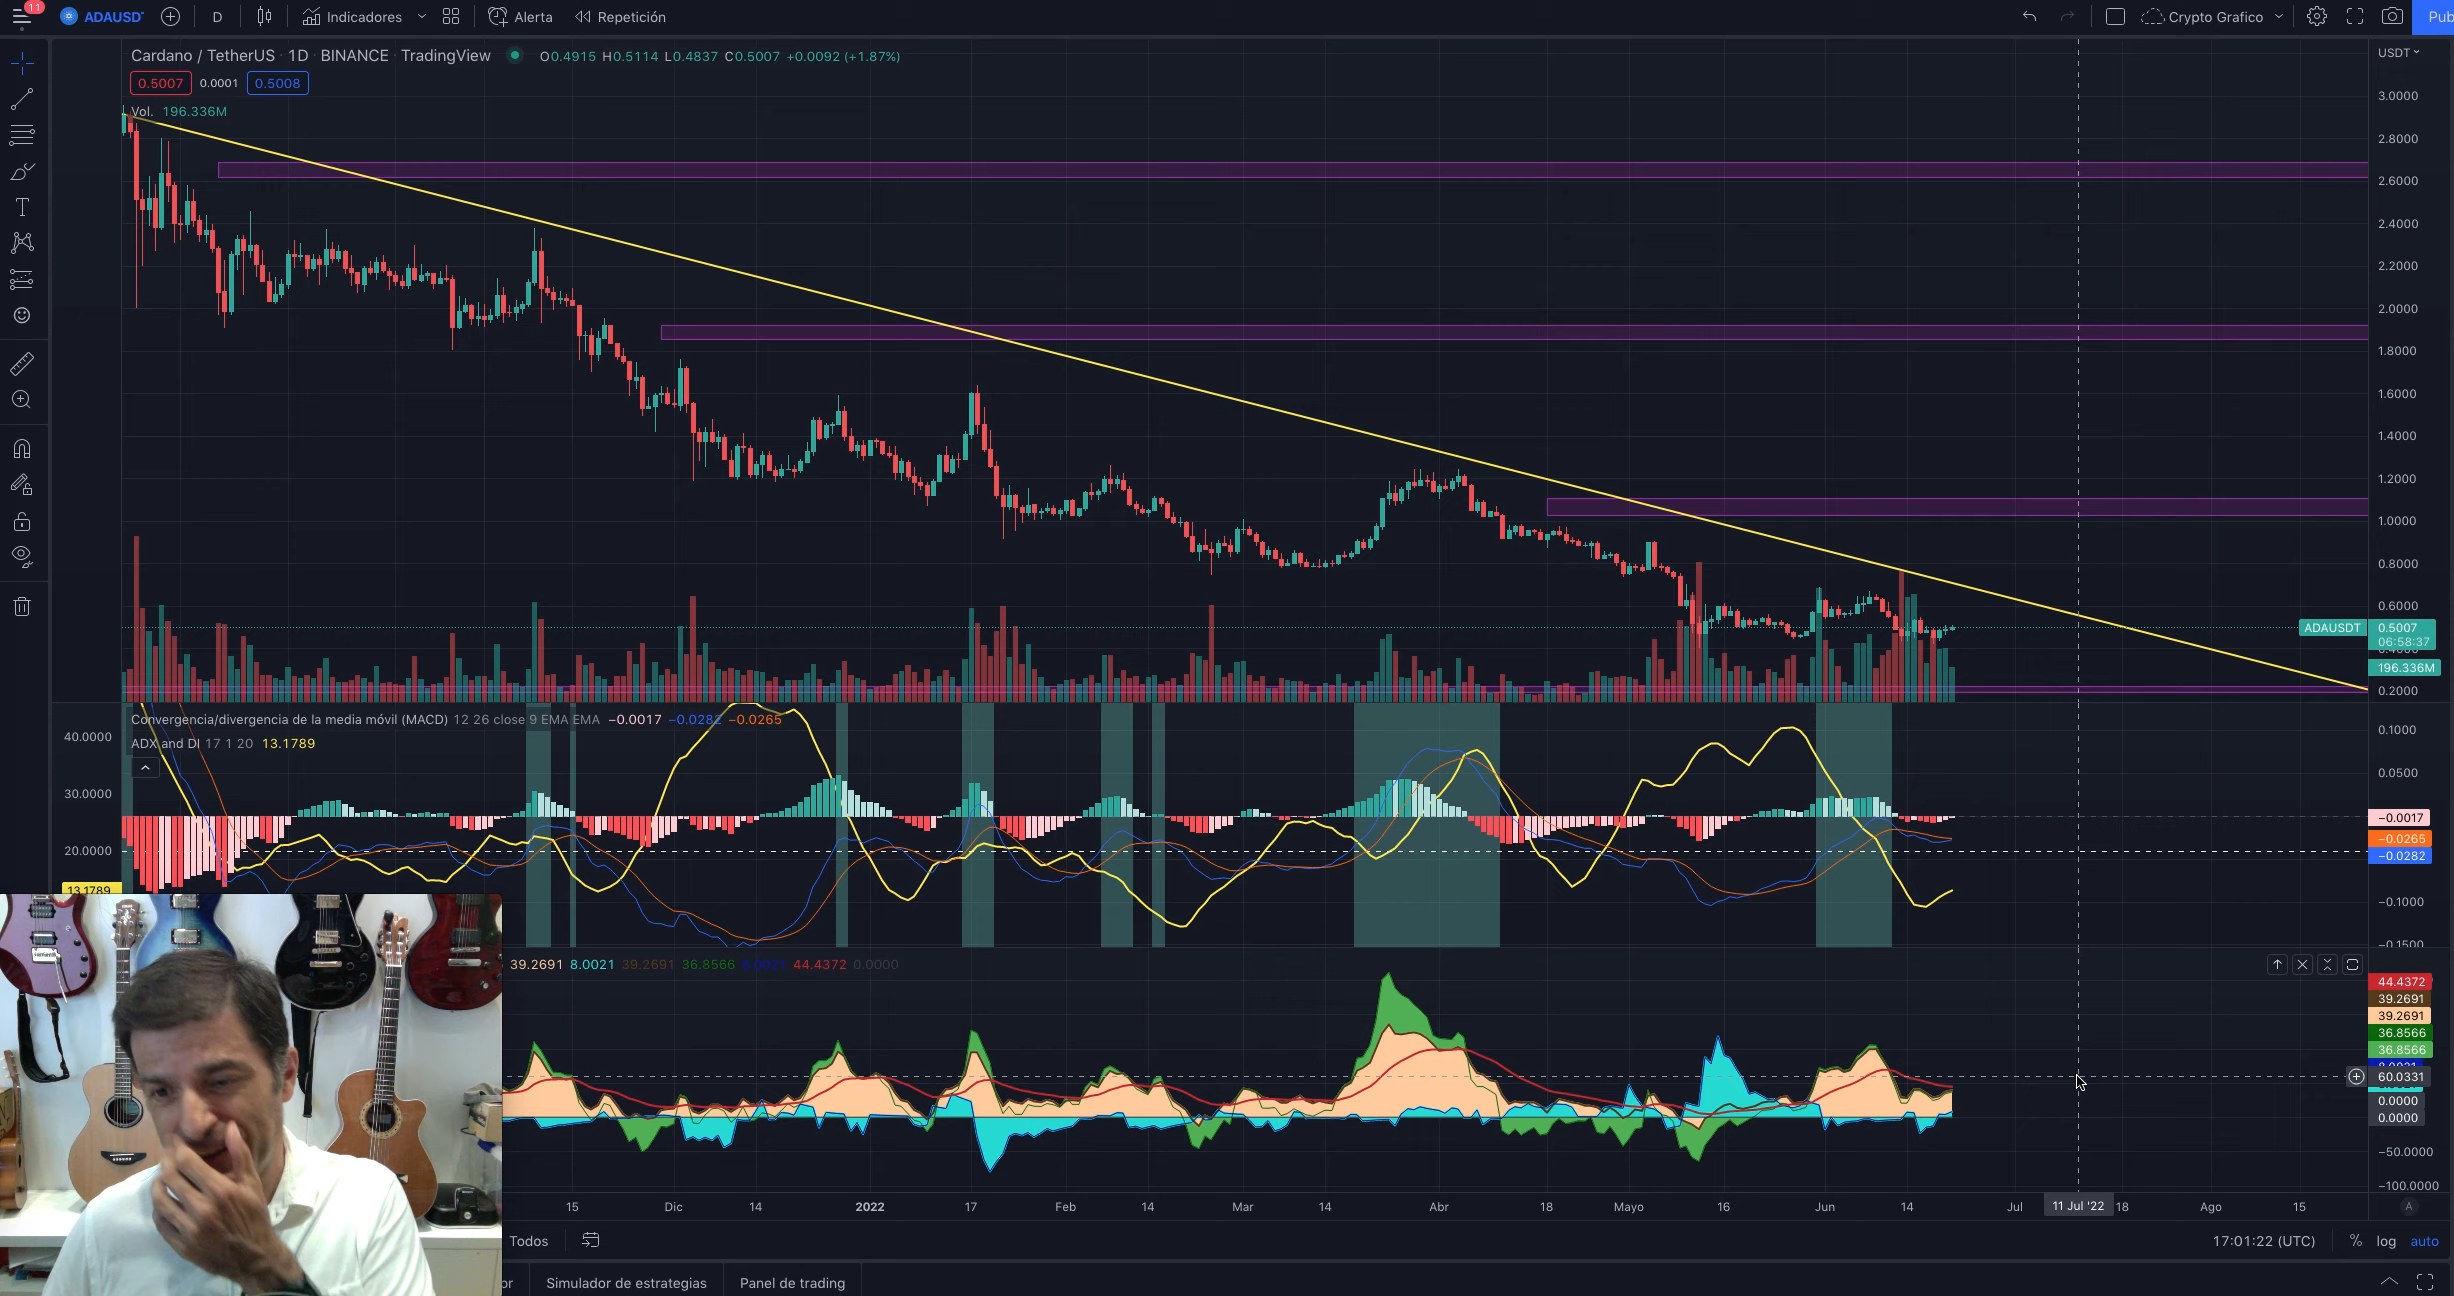 11
ADAUSDT
D
Indicadores
Alerta
Repetición
Crypto Grafico
Pub
Cardano / TetherUS · 1D · BINANCE · TradingView
O0.4915 H0.5114 L0.4837 C0.5007 +0.0092 (+1.87%)
0.5007 0.0001 0.5008
Vol. 196.336M
USDT
3.0000
2.8000
2.6000
2.4000
2.2000
2.0000
1.8000
1.6000
1.4000
1.2000
1.0000
0.8000
0.6000
ADAUSDT 0.5007
06:58:37
196.336M
0.2000
Convergencia/divergencia de la media móvil (MACD) 12 26 close 9 EMA EMA −0.0017 −0.0282 −0.0265
ADX and DI 17 1 20 13.1789
40.0000
30.0000
20.0000
13.1789
0.1000
0.0500
−0.0017
−0.0265
−0.0282
−0.1000
−0.1500
39.2691 8.0021 39.2691 36.8566 8.0021 44.4372 0.0000
44.4372
39.2691
39.2691
36.8566
36.8566
60.0331
0.0000
0.0000
−50.0000
−100.0000
15 Dic 14 2022 17 Feb 14 Mar 14 Abr 18 Mayo 16 Jun 14 Jul 11 Jul '22 18 Ago 15
A
Todos
17:01:22 (UTC) % log auto
or Simulador de estrategias Panel de trading